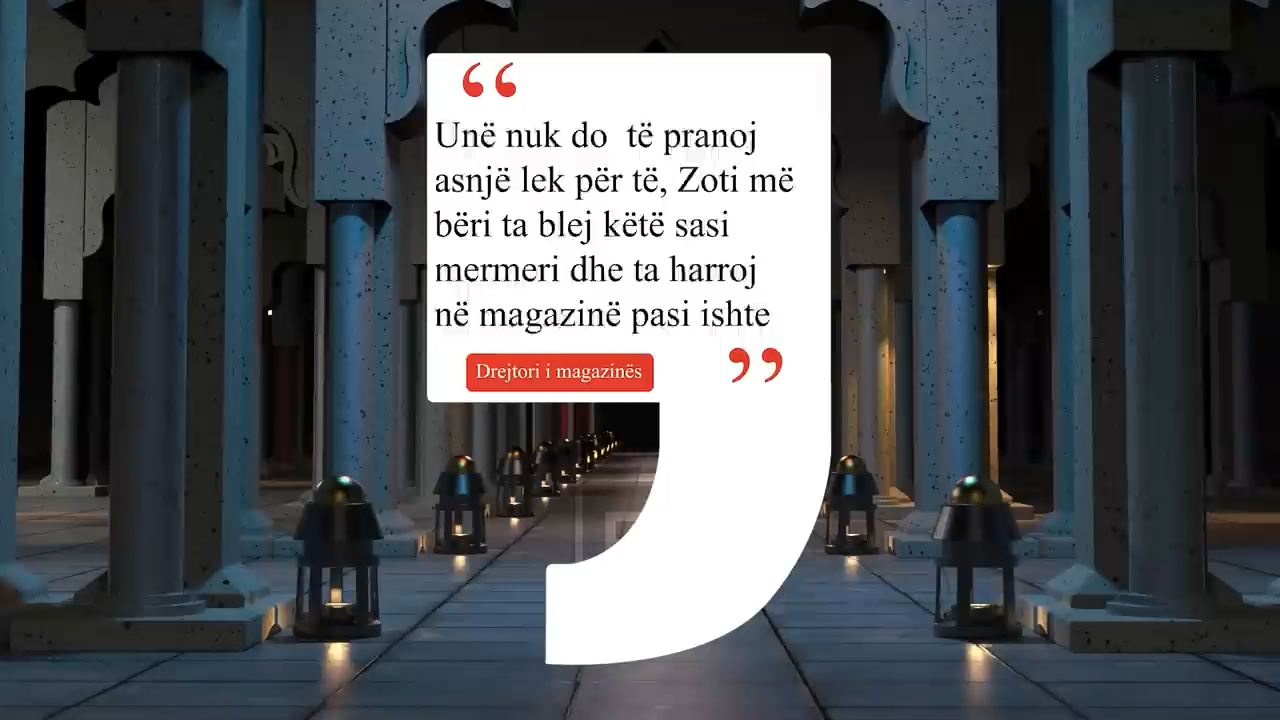 “
Unë nuk do  të pranoj
asnjë lek për të, Zoti më
bëri ta blej këtë sasi
mermeri dhe ta harroj
në magazinë pasi ishte
”
Drejtori i magazinës